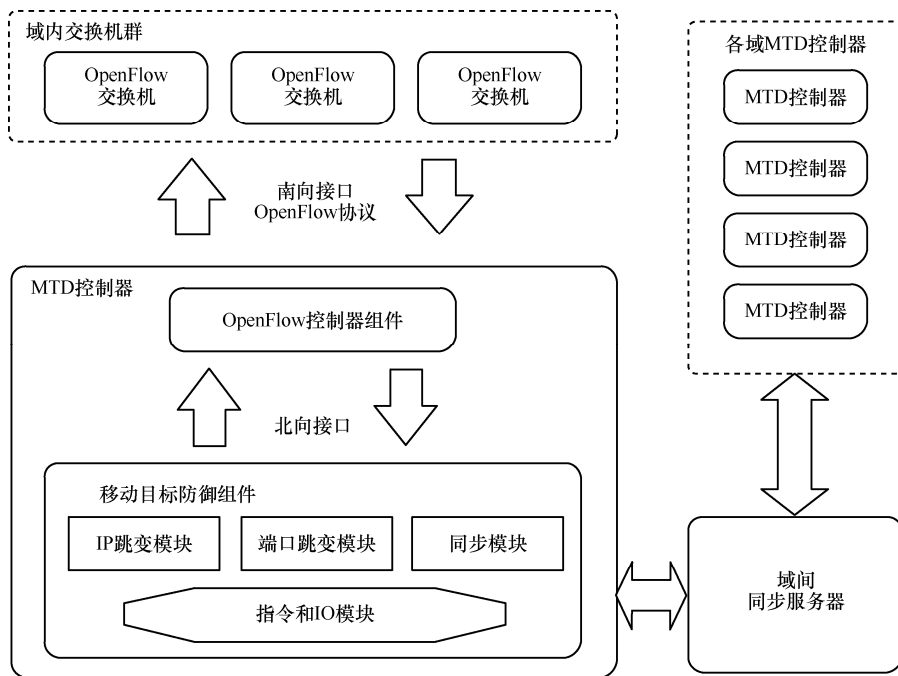 域内交换机群
OpenFlow
交换机
OpenFlow
交换机
OpenFlow
交换机
南向接口
OpenFlow协议
MTD控制器
OpenFlow控制器组件
北向接口
移动目标防御组件
IP跳变模块
端口跳变模块
同步模块
指令和IO模块
各域MTD控制器
MTD控制器
MTD控制器
MTD控制器
MTD控制器
域间
同步服务器